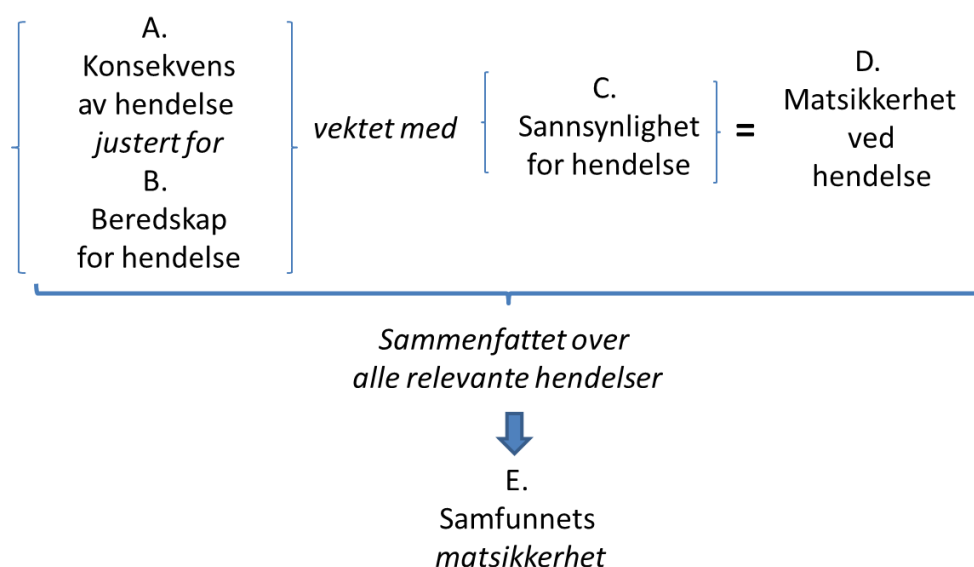 A.
Konsekvens
av hendelse
justert for
B.
Beredskap
for hendelse
vektet med
C.
Sannsynlighet
for hendelse
=
D.
Matsikkerhet
ved
hendelse
Sammenfattet over
alle relevante hendelser
E.
Samfunnets
matsikkerhet